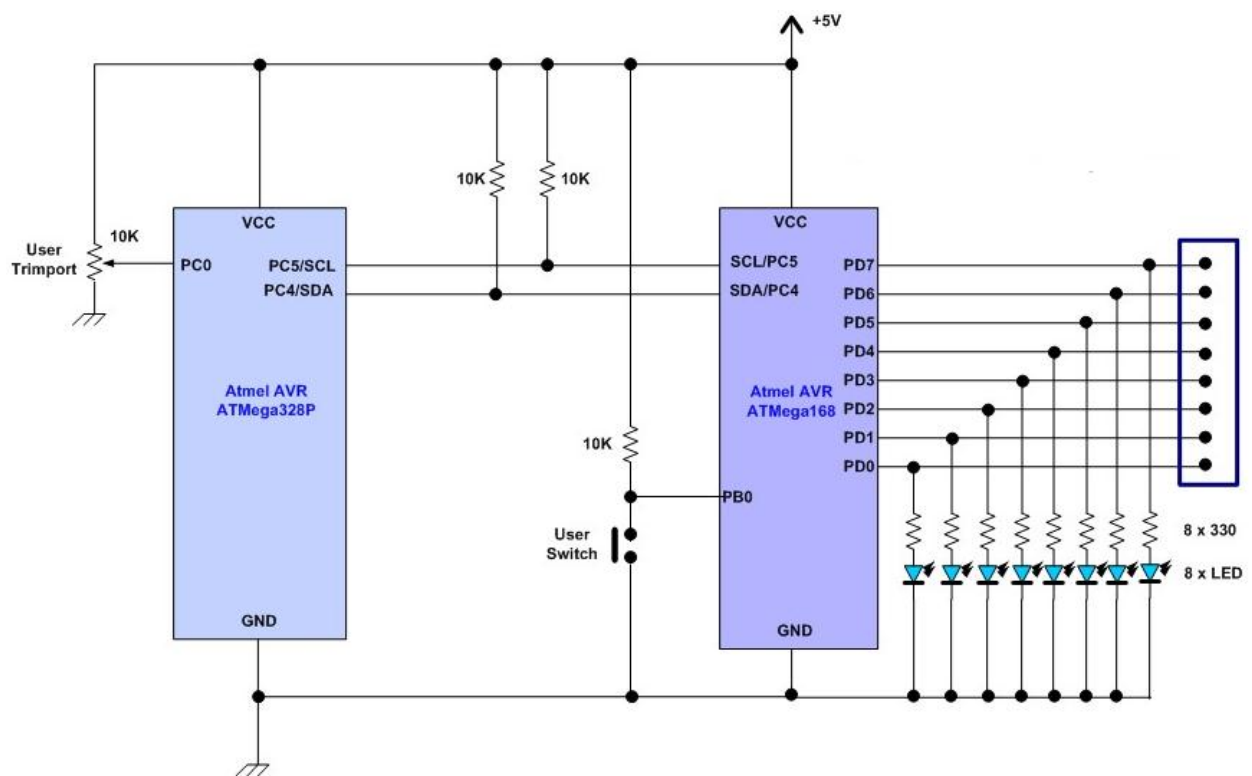 +5V
10K
10K
VCC
VCC
10K
User
Trimport
PC0
PC5/SCL
PC4/SDA
SCL/PC5
SDA/PC4
PD7
PD6
PD5
PD4
PD3
PD2
PD1
PD0
Atmel AVR
ATMega328P
Atmel AVR
ATMega168
10K
PB0
User
Switch
8 x 330
8 x LED
GND
GND